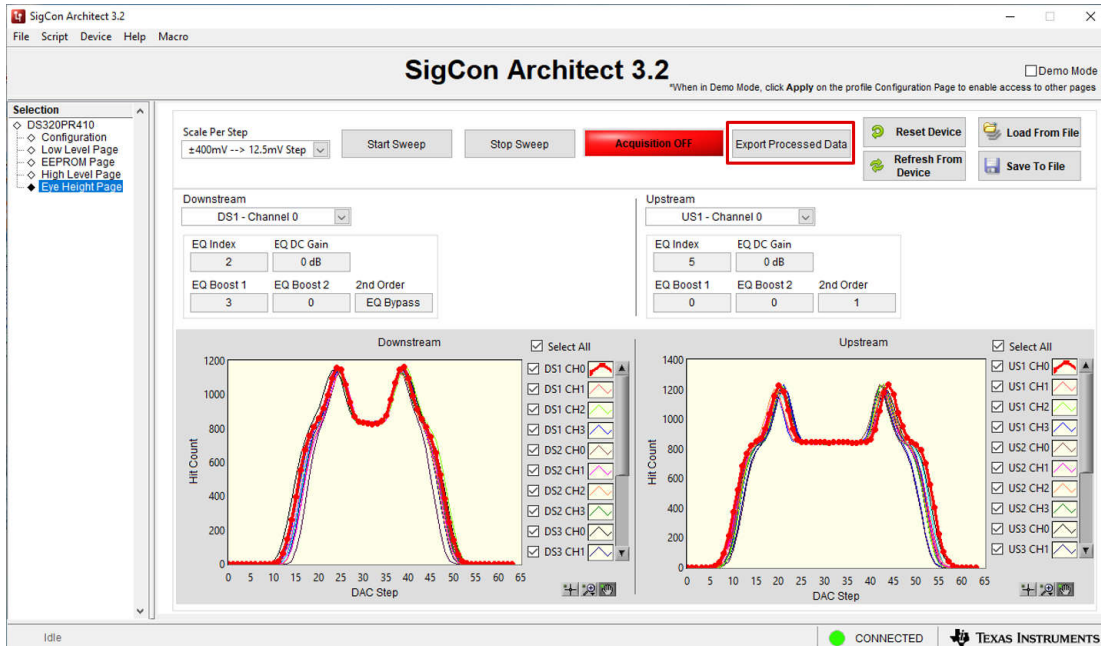 SigCon Architect 3.2
File Script Device Help Macro
SigCon Architect 3.2
Demo Mode
*When in Demo Mode, click Apply on the profile Configuration Page to enable access to other pages
Selection
DS320PR410
Configuration
Low Level Page
EEPROM Page
High Level Page
Eye Height Page
Scale Per Step
±400mV --> 12.5mV Step
Start Sweep
Stop Sweep
Acquisition OFF
Export Processed Data
Reset Device
Load From File
Refresh From
Device
Save To File
Downstream
DS1 - Channel 0
EQ Index EQ DC Gain
2 0 dB
EQ Boost 1 EQ Boost 2 2nd Order
3 0 EQ Bypass
Upstream
US1 - Channel 0
EQ Index EQ DC Gain
5 0 dB
EQ Boost 1 EQ Boost 2 2nd Order
0 0 1
Downstream
Select All
DS1 CH0
DS1 CH1
DS1 CH2
DS1 CH3
DS2 CH0
DS2 CH1
DS2 CH2
DS2 CH3
DS3 CH0
DS3 CH1
Hit Count
1200
1000
800
600
400
200
0
0 5 10 15 20 25 30 35 40 45 50 55 60 65
DAC Step
Upstream
Select All
US1 CH0
US1 CH1
US1 CH2
US1 CH3
US2 CH0
US2 CH1
US2 CH2
US2 CH3
US3 CH0
US3 CH1
Hit Count
1400
1200
1000
800
600
400
200
0
0 5 10 15 20 25 30 35 40 45 50 55 60 65
DAC Step
Idle
CONNECTED
TEXAS INSTRUMENTS